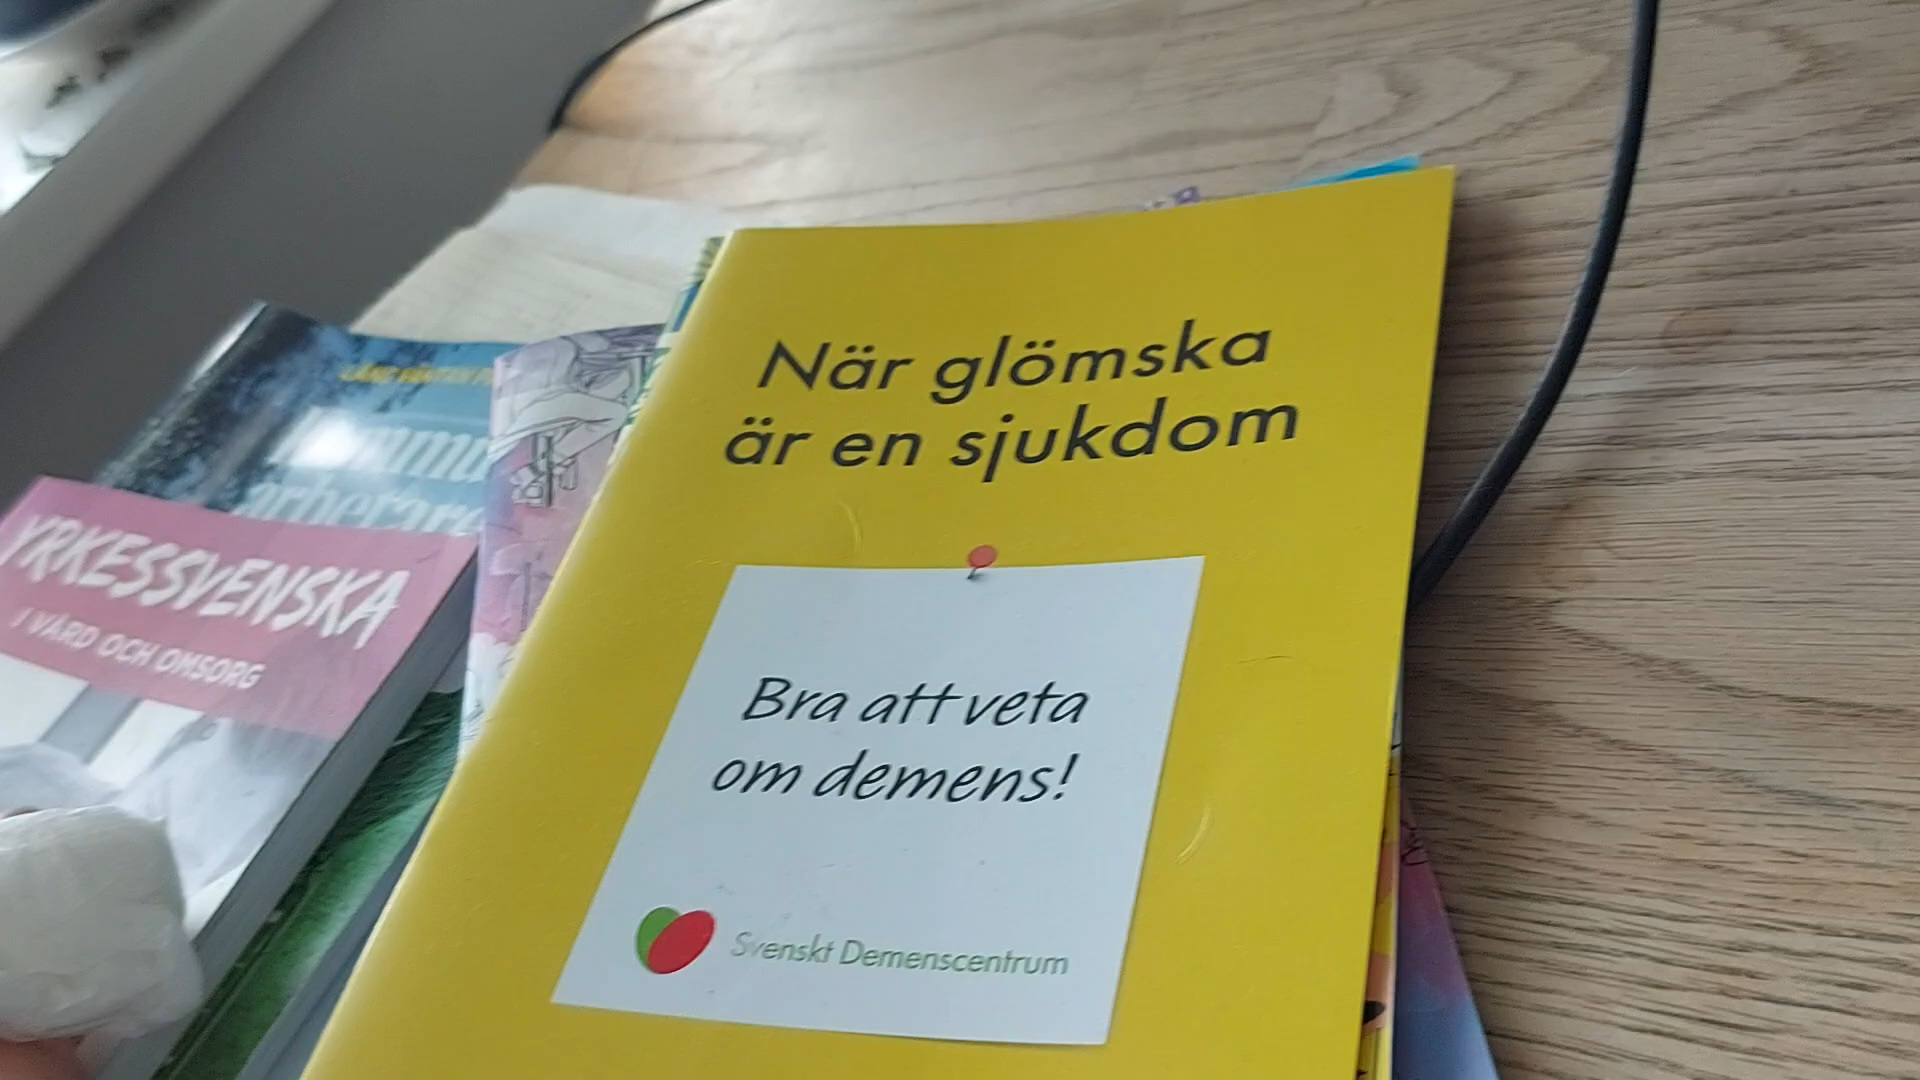 När glömska
är en sjukdom
Bra att veta
om demens!
Svenskt Demenscentrum
YRKESSVENSKA
I VÅRD OCH OMSORG